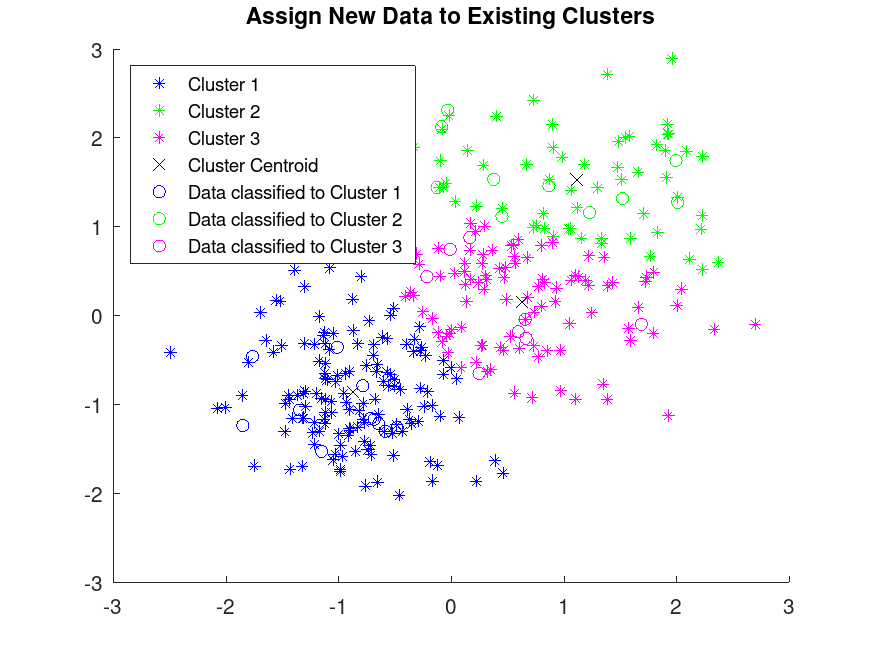 Assign New Data to Existing Clusters
3
2
1
0
-1
-2
-3
Cluster 1
Cluster 2
Cluster 3
Cluster Centroid
Data classified to Cluster 1
Data classified to Cluster 2
Data classified to Cluster 3
-3 -2 -1 0 1 2 3